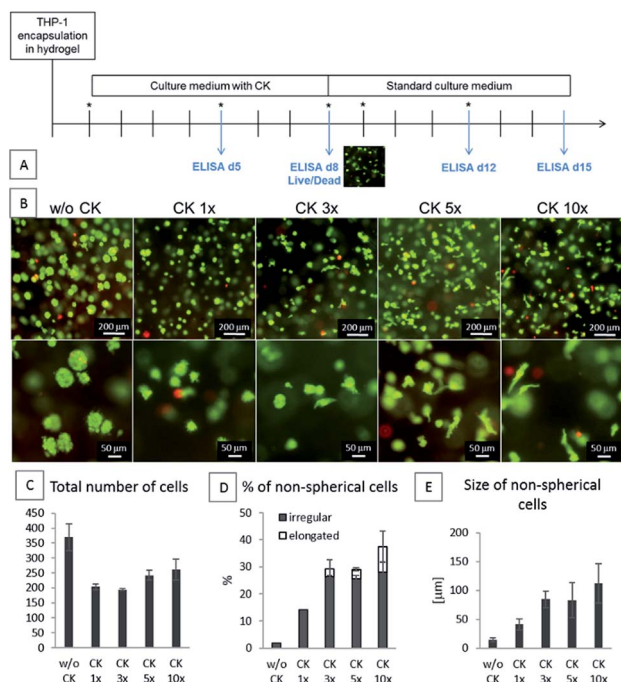 THP-1
encapsulation
in hydrogel
Culture medium with CK
Standard culture medium
* * * * *
A
ELISA d5
ELISA d8
Live/Dead
ELISA d12
ELISA d15
B
w/o CK CK 1x CK 3x CK 5x CK 10x
200 µm 200 µm 200 µm 200 µm 200 µm
50 µm 50 µm 50 µm 50 µm 50 µm
C
Total number of cells
450
400
350
300
250
200
150
100
50
0
w/o CK CK CK CK
CK 1x 3x 5x 10x
D
% of non-spherical cells
irregular
elongated
%
50
40
30
20
10
0
w/o CK CK CK CK
CK 1x 3x 5x 10x
E
Size of non-spherical
cells
[µm]
200
150
100
50
0
w/o CK CK CK CK
CK 1x 3x 5x 10x